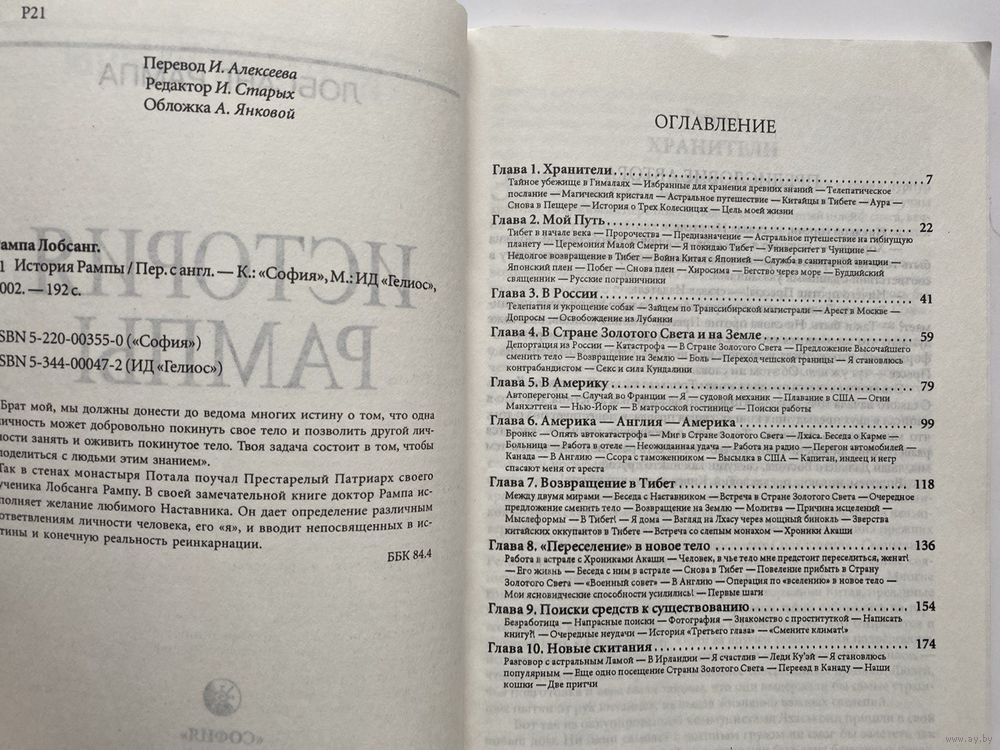 Р21
Перевод И. Алексеева
Редактор И. Старых
Обложка А. Янковой
Рампа Лобсанг.
1 История Рампы / Пер. с англ. — К.: «София», М.: ИД «Гелиос»,
002. — 192 с.
SBN 5-220-00355-0 («София»)
SBN 5-344-00047-2 (ИД «Гелиос»)
Брат мой, мы должны донести до ведома многих истину о том, что одна
личность может добровольно покинуть свое тело и позволить другой лич-
ности занять и оживить покинутое тело. Твоя задача состоит в том, чтобы
поделиться с людьми этим знанием».
Так в стенах монастыря Потала поучал Престарелый Патриарх своего
ученика Лобсанга Рампу. В своей замечательной книге доктор Рампа ис-
полняет желание любимого Наставника. Он дает определение различным
ответвлениям личности человека, его «я», и вводит непосвященных в ис-
тины и конечную реальность реинкарнации.
ББК 84.4
«СОФИЯ»
ИСТОРИЯ
РАМПЫ
ЛОБСАНГ РАМПА
ОГЛАВЛЕНИЕ
Глава 1. Хранители 7
Тайное убежище в Гималаях — Избранные для хранения древних знаний — Телепатическое
послание — Магический кристалл — Астральное путешествие — Китайцы в Тибете — Аура —
Снова в Пещере — История о Трех Колесницах — Цель моей жизни
Глава 2. Мой Путь 22
Тибет в начале века — Пророчества — Предназначение — Астральное путешествие на гибнущую
планету — Церемония Малой Смерти — Я покидаю Тибет — Университет в Чунцине —
Недолгое возвращение в Тибет — Война Китая с Японией — Служба в санитарной авиации —
Японский плен — Побег — Снова плен — Хиросима — Бегство через море — Буддийский
священник — Русские пограничники
Глава 3. В России 41
Телепатия и укрощение собак — Зайцем по Транссибирской магистрали — Арест в Москве —
Допросы — Освобождение из Лубянки
Глава 4. В Стране Золотого Света и на Земле 59
Депортация из России — Катастрофа — В Стране Золотого Света — Предложение Высочайшего
сменить тело — Возвращение на Землю — Боль — Переход чешской границы — Я становлюсь
контрабандистом — Секс и сила Кундалини
Глава 5. В Америку 79
Автоперегоны — Случай во Франции — Я — судовой механик — Плавание в США — Огни
Манхэттена — Нью-Йорк — В матросской гостинице — Поиски работы
Глава 6. Америка — Англия — Америка 99
Бронкс — Опять автокатастрофа — Миг в Стране Золотого Света — Лхаса. Беседа о Карме —
Больница — Работа в отеле — Неожиданная удача — Работа на радио — Перегон автомобилей —
Канада — В Англию — Ссора с таможенником — Высылка в США — Капитан, индеец и негр
спасают меня от ареста
Глава 7. Возвращение в Тибет 118
Между двумя мирами — Беседа с Наставником — Встреча в Стране Золотого Света — Очередное
предложение сменить тело — Возвращение на Землю — Молитва — Причина исцелений —
Мыслеформы — В Тибет! — Я дома — Взгляд на Лхасу через мощный бинокль — Зверства
китайских оккупантов в Тибете — Встреча со слепым монахом — Хроники Акаши
Глава 8. «Переселение» в новое тело 136
Работа в астрале с Хрониками Акаши — Человек, в чье тело мне предстоит переселиться, женат!
— Его жизнь — Беседа с ним в астрале — Снова в Тибет — Повеление прибыть в Страну
Золотого Света — «Военный совет» — В Англию — Операция по «вселению» в новое тело —
Мои ясновидческие способности усилились! — Первые шаги
Глава 9. Поиски средств к существованию 154
Безработица — Напрасные поиски — Фотография — Знакомство с проституткой — Написать
книгу?! — Очередные неудачи — История «Третьего глаза» — «Смените климат!»
Глава 10. Новые скитания 174
Разговор с астральным Ламой — В Ирландии — Я счастлив — Леди Ку'эй — Я становлюсь
популярным — Еще одно посещение Страны Золотого Света — Переезд в Канаду — Наши
кошки — Две притчи
www.ay.by